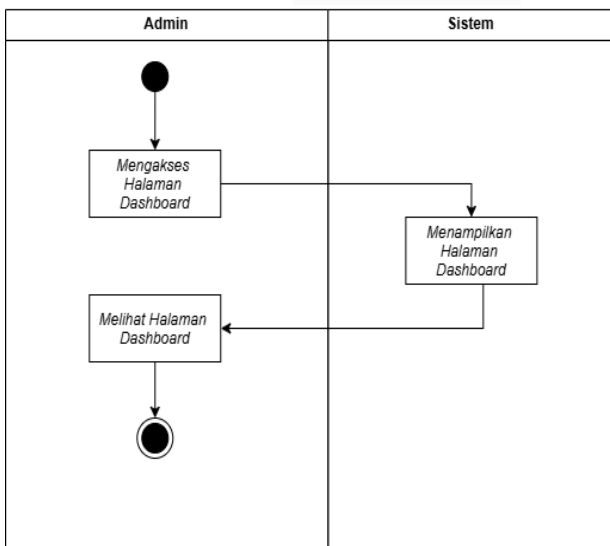 Admin
Sistem
Mengakses
Halaman
Dashboard
Menampilkan
Halaman
Dashboard
Melihat Halaman
Dashboard